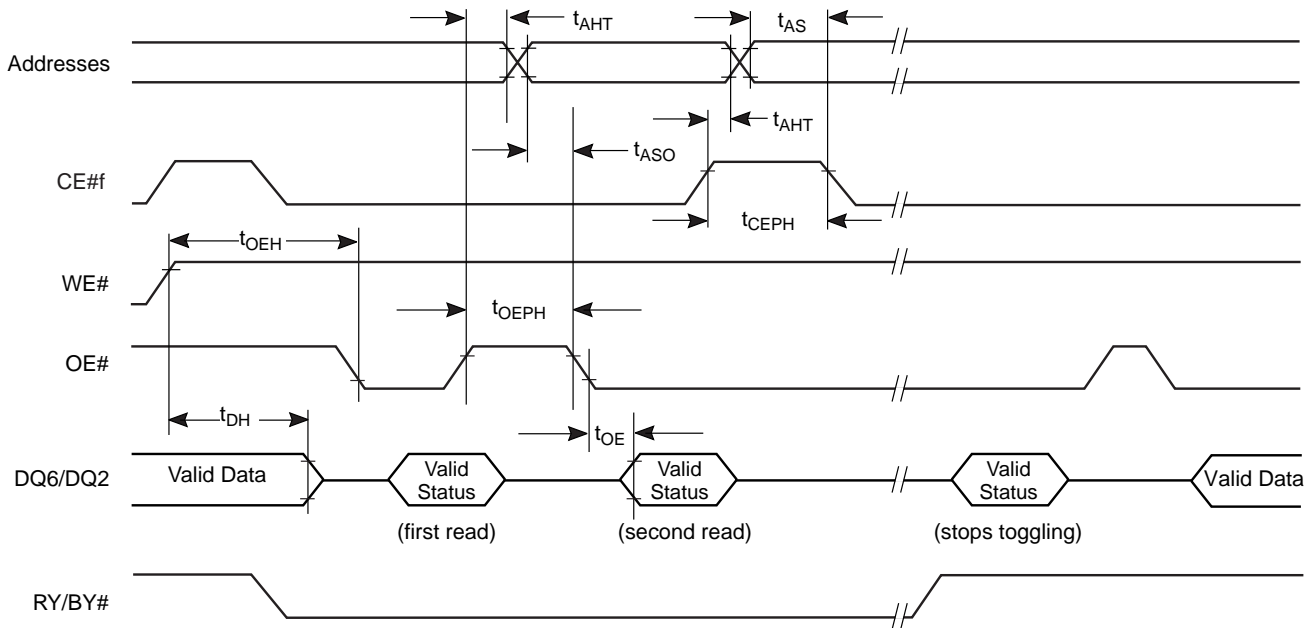 tAHT
tAS
Addresses
tAHT
tASO
CE#f
tCEPH
tOEH
WE#
tOEPH
OE#
tDH
tOE
DQ6/DQ2
Valid Data
Valid
Status
Valid
Status
Valid
Status
Valid Data
(first read)
(second read)
(stops toggling)
RY/BY#